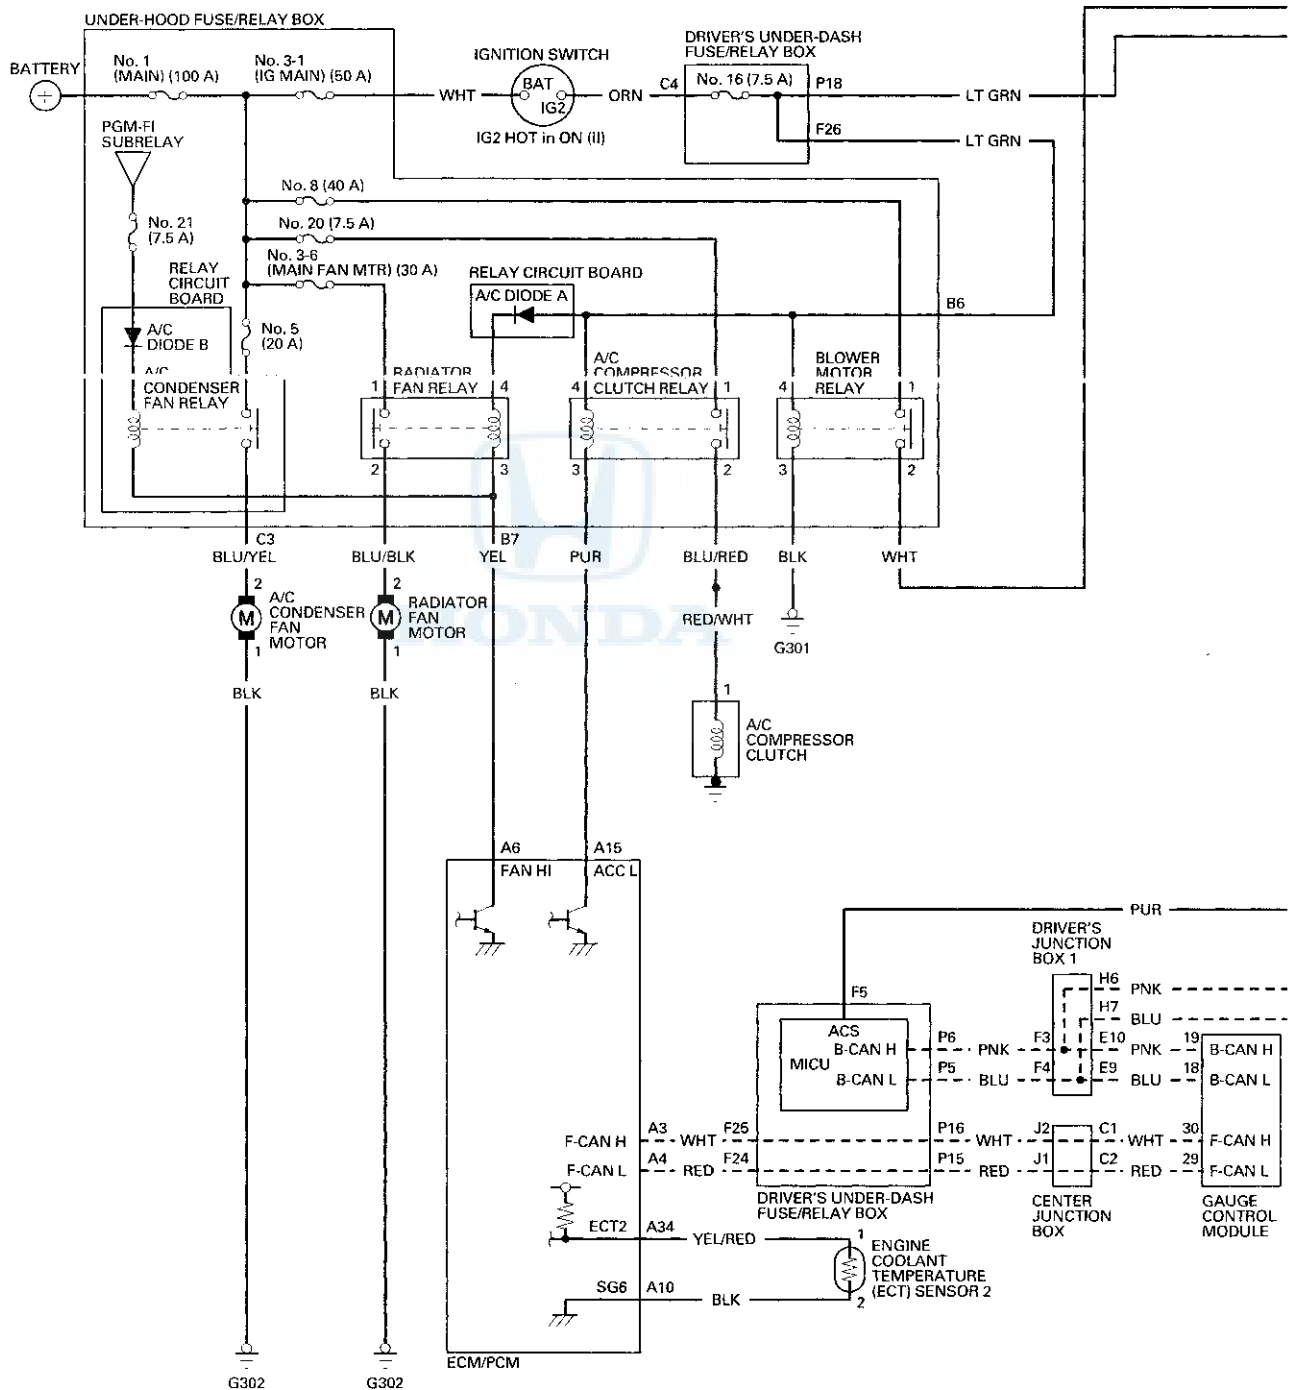 UNDER-HOOD FUSE/RELAY BOX
BATTERY
No. 1
(MAIN) (100 A)
No. 3-1
(IG MAIN) (50 A)
WHT
IGNITION SWITCH
BAT
IG2
IG2 HOT in ON (II)
ORN
C4
DRIVER'S UNDER-DASH
FUSE/RELAY BOX
No. 16 (7.5 A)
P18
LT GRN
F26
LT GRN
PGM-FI
SUBRELAY
No. 21
(7.5 A)
No. 8 (40 A)
No. 20 (7.5 A)
No. 3-6
(MAIN FAN MTR) (30 A)
RELAY
CIRCUIT
BOARD
A/C
DIODE B
No. 5
(20 A)
RELAY CIRCUIT BOARD
A/C DIODE A
B6
A/C
CONDENSER
FAN RELAY
RADIATOR
FAN RELAY
1
4
2
3
A/C
COMPRESSOR
CLUTCH RELAY
4
1
3
2
BLOWER
MOTOR
RELAY
4
1
3
2
C3
B7
BLU/YEL
BLU/BLK
YEL
PUR
BLU/RED
BLK
WHT
2
M
A/C
CONDENSER
FAN
MOTOR
1
2
M
RADIATOR
FAN
MOTOR
1
HONDA
RED/WHT
G301
BLK
BLK
1
A/C
COMPRESSOR
CLUTCH
A6
A15
FAN HI
ACC L
PUR
DRIVER'S
JUNCTION
BOX 1
F5
H6
PNK
H7
BLU
ACS
MICU
B-CAN H
P6
PNK
F3
E10
PNK
19
B-CAN H
B-CAN L
P5
BLU
F4
E9
BLU
18
B-CAN L
F-CAN H
A3
WHT
F25
P16
WHT
J2
C1
WHT
30
F-CAN H
F-CAN L
A4
RED
F24
P15
RED
J1
C2
RED
29
F-CAN L
DRIVER'S UNDER-DASH
FUSE/RELAY BOX
CENTER
JUNCTION
BOX
GAUGE
CONTROL
MODULE
ECT2
A34
YEL/RED
1
ENGINE
COOLANT
TEMPERATURE
(ECT) SENSOR 2
SG6
A10
BLK
2
ECM/PCM
G302
G302